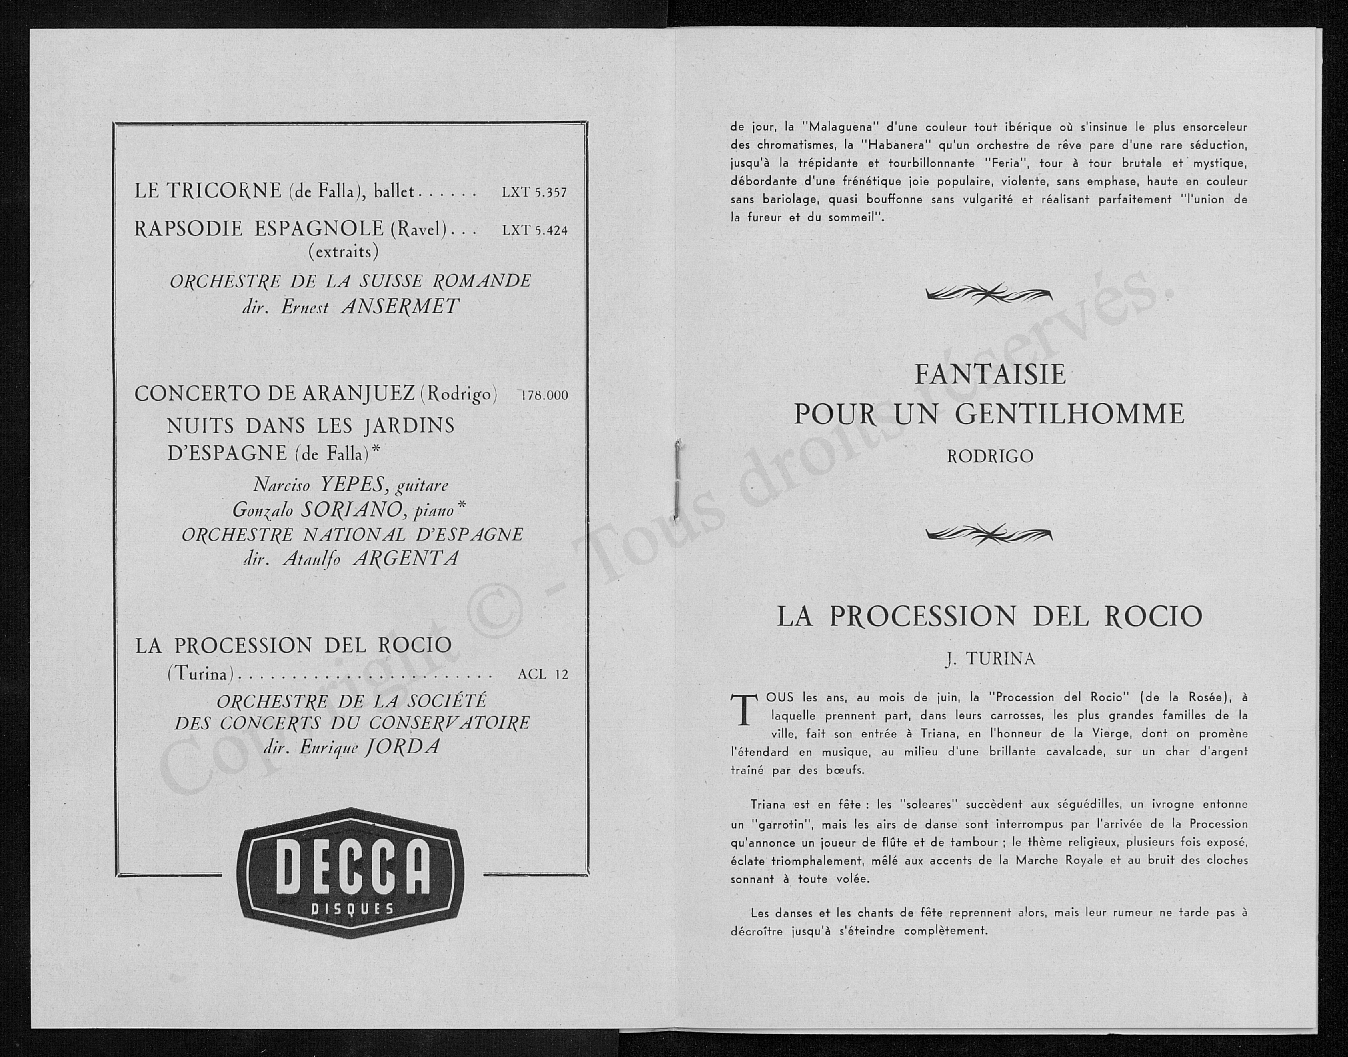 LE TRICORNE (de Falla), ballet . . . . . . LXT 5.357
RAPSODIE ESPAGNOLE (Ravel) . . . LXT 5.424
(extraits)
ORCHESTRE DE LA SUISSE ROMANDE
dir. Ernest ANSERMET
CONCERTO DE ARANJUEZ (Rodrigo) 178.000
NUITS DANS LES JARDINS
D'ESPAGNE (de Falla)*
Narciso YEPES, guitare
Gonzalo SORIANO, piano*
ORCHESTRE NATIONAL D'ESPAGNE
dir. Ataulfo ARGENTA
LA PROCESSION DEL ROCIO
(Turina) . . . . . . . . . . . . . . . . . . . . . . . . ACL 12
ORCHESTRE DE LA SOCIÉTÉ
DES CONCERTS DU CONSERVATOIRE
dir. Enrique JORDA
DECCA
DISQUES
de jour, la "Malaguena" d'une couleur tout ibérique où s'insinue le plus ensorceleur
des chromatismes, la "Habanera" qu'un orchestre de rêve pare d'une rare séduction,
jusqu'à la trépidante et tourbillonnante "Feria", tour à tour brutale et mystique,
débordante d'une frénétique joie populaire, violente, sans emphase, haute en couleur
sans bariolage, quasi bouffonne sans vulgarité et réalisant parfaitement "l'union de
la fureur et du sommeil".
FANTAISIE
POUR UN GENTILHOMME
RODRIGO
LA PROCESSION DEL ROCIO
J. TURINA
TOUS les ans, au mois de juin, la "Procession del Rocio" (de la Rosée), à
laquelle prennent part, dans leurs carrosses, les plus grandes familles de la
ville, fait son entrée à Triana, en l'honneur de la Vierge, dont on promène
l'étendard en musique, au milieu d'une brillante cavalcade, sur un char d'argent
traîné par des bœufs.
Triana est en fête : les "soleares" succèdent aux séguédilles, un ivrogne entonne
un "garrotin", mais les airs de danse sont interrompus par l'arrivée de la Procession
qu'annonce un joueur de flûte et de tambour ; le thème religieux, plusieurs fois exposé,
éclate triomphalement, mêlé aux accents de la Marche Royale et au bruit des cloches
sonnant à toute volée.
Les danses et les chants de fête reprennent alors, mais leur rumeur ne tarde pas à
décroître jusqu'à s'éteindre complètement.
Copyright © - Tous droits réservés.